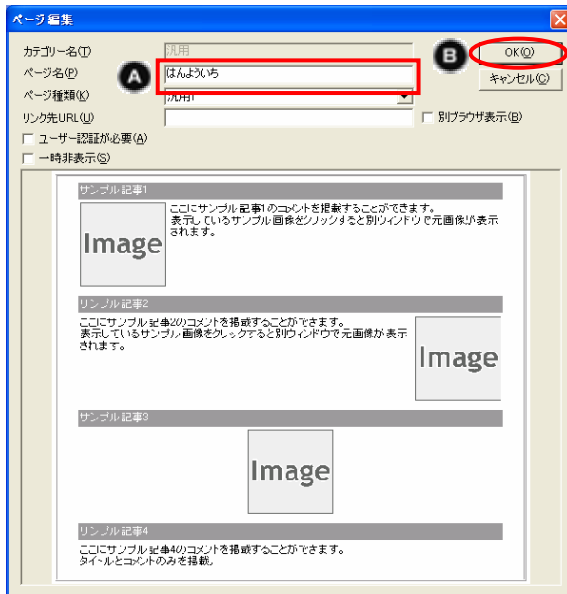 ページ編集
カテゴリー名(T)
汎用
B
OK(O)
ページ名(P)
A
はんよういち
キャンセル(C)
ページ種類(K)
汎用1
リンク先URL(U)
別ブラウザ表示(B)
ユーザー認証が必要(A)
一時非表示(S)
サンプル記事1
Image
ここにサンプル記事1のコメントを掲載することができます。
表示しているサンプル画像をクリックすると別ウィンドウで元画像が表示
されます。
サンプル記事2
ここにサンプル記事2のコメントを掲載することができます。
表示しているサンプル画像をクリックすると別ウィンドウで元画像が表示
されます。
Image
サンプル記事3
Image
サンプル記事4
ここにサンプル記事4のコメントを掲載することができます。
タイトルとコメントのみを掲載。